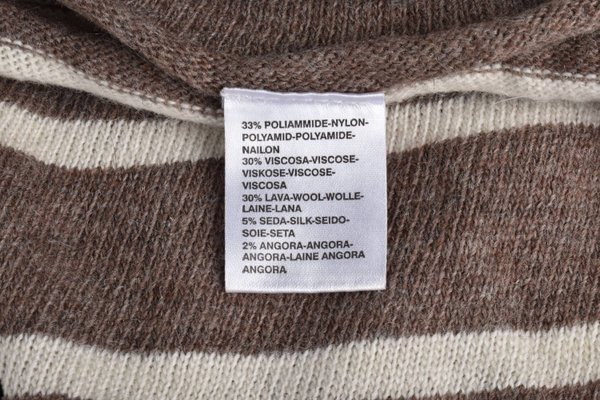 33% POLIAMMIDE-NYLON-
POLYAMID-POLYAMIDE-
NAILON
30% VISCOSA-VISCOSE-
VISKOSE-VISCOSE-
VISCOSA
30% LAVA-WOOL-WOLLE-
LAINE-LANA
5% SEDA-SILK-SEIDO-
SOIE-SETA
2% ANGORA-ANGORA-
ANGORA-LAINE ANGORA
ANGORA